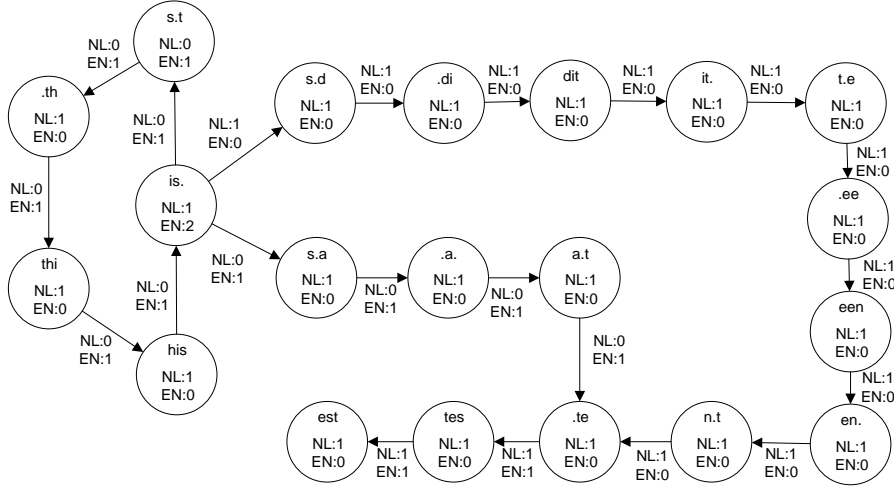 s.t
NL:0
EN:1
NL:0
EN:1
.th
NL:1
EN:0
NL:0
EN:1
thi
NL:1
EN:0
NL:0
EN:1
his
NL:1
EN:0
NL:0
EN:1
is.
NL:1
EN:2
NL:0
EN:1
NL:1
EN:0
s.d
NL:1
EN:0
NL:1
EN:0
.di
NL:1
EN:0
NL:1
EN:0
dit
NL:1
EN:0
NL:1
EN:0
it.
NL:1
EN:0
NL:1
EN:0
t.e
NL:1
EN:0
NL:1
EN:0
.ee
NL:1
EN:0
NL:1
EN:0
een
NL:1
EN:0
NL:1
EN:0
en.
NL:1
EN:0
NL:1
EN:0
n.t
NL:1
EN:0
NL:1
EN:0
NL:0
EN:1
s.a
NL:1
EN:0
NL:0
EN:1
.a.
NL:1
EN:0
NL:0
EN:1
a.t
NL:1
EN:0
NL:0
EN:1
.te
NL:1
EN:0
NL:1
EN:1
tes
NL:1
EN:0
NL:1
EN:1
est
NL:1
EN:0